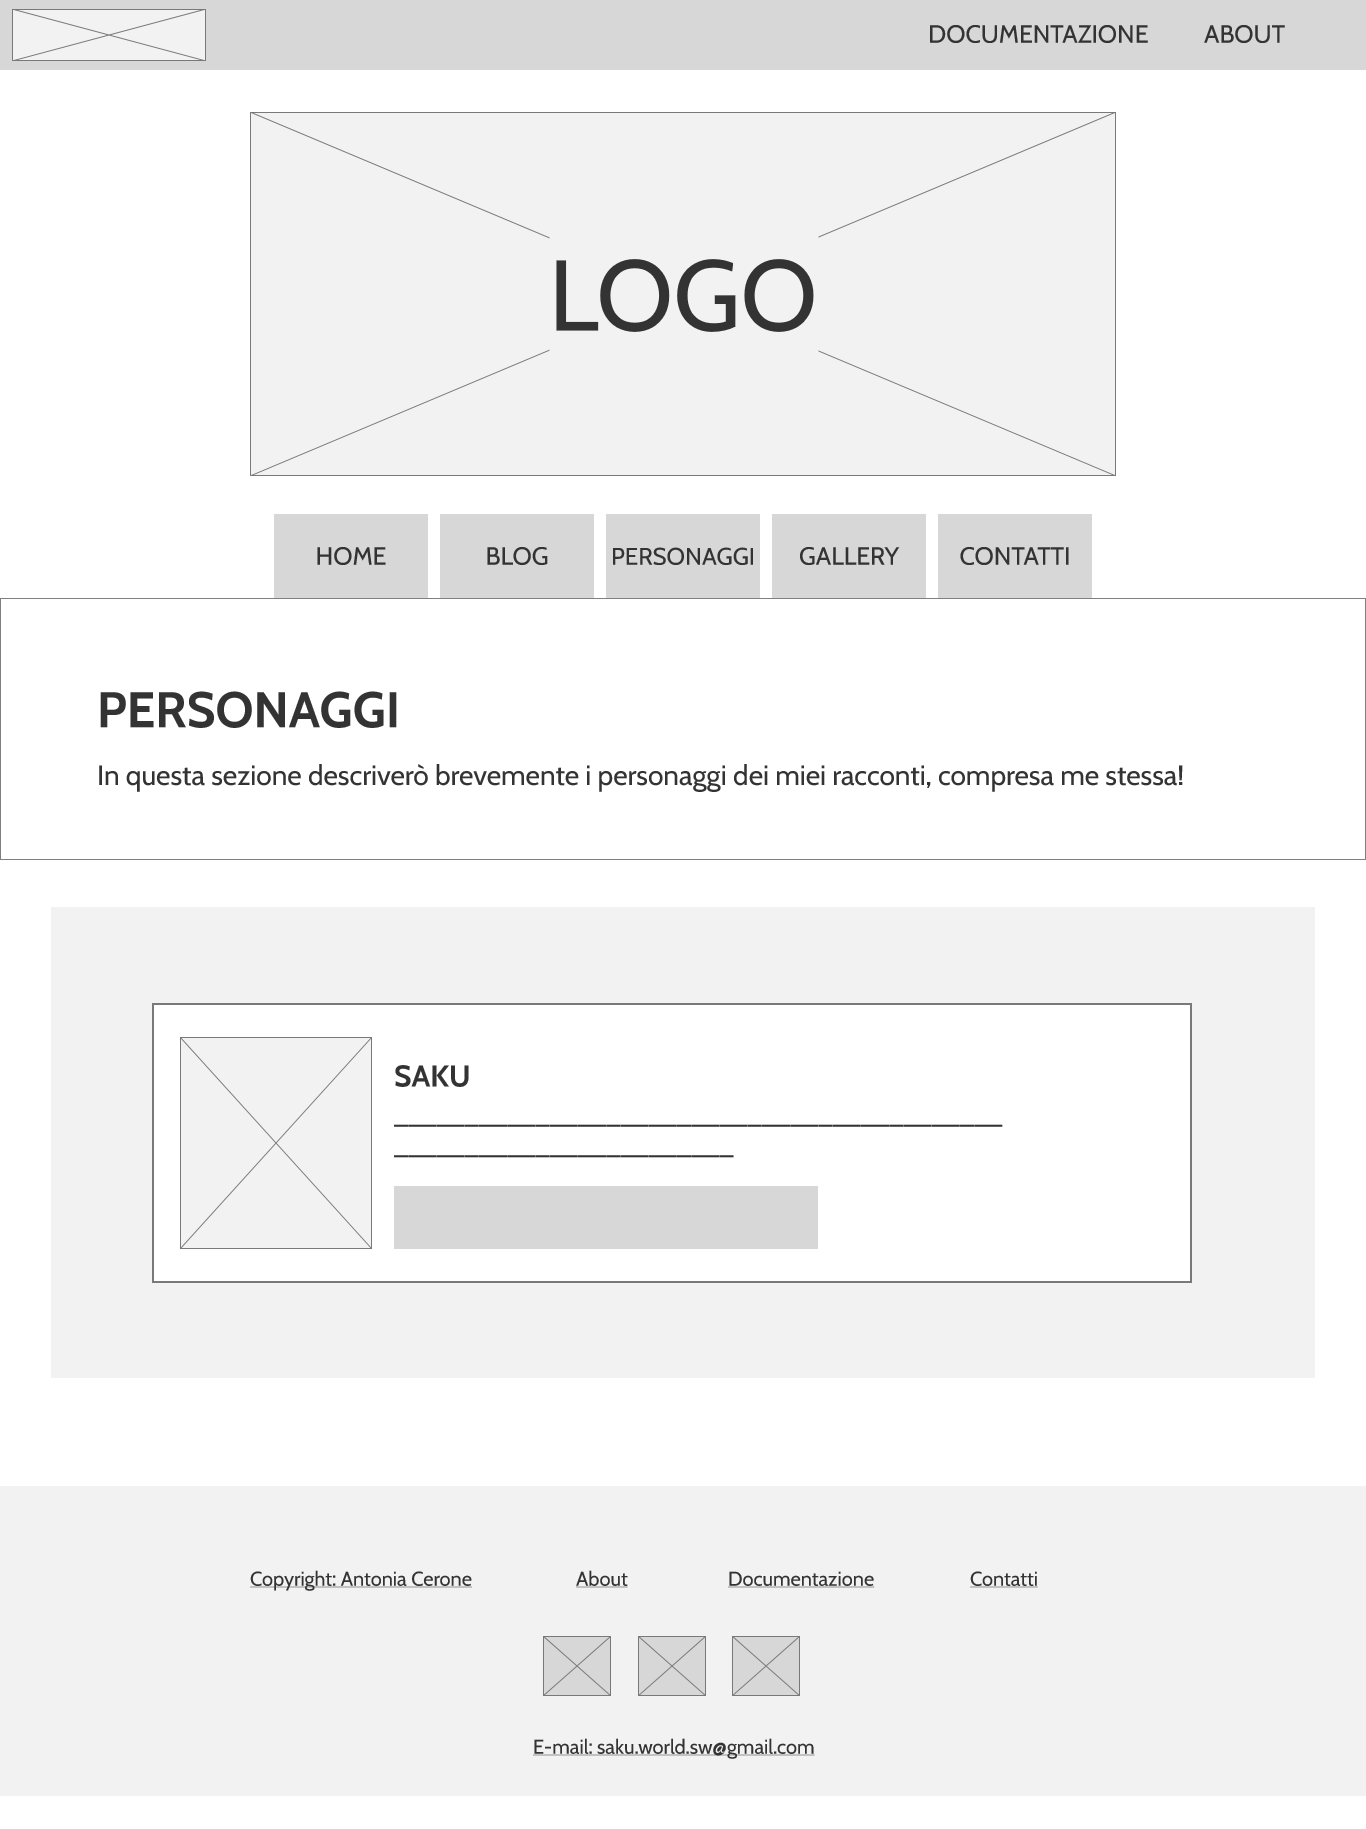 DOCUMENTAZIONE ABOUT
LOGO
HOME BLOG PERSONAGGI GALLERY CONTATTI
PERSONAGGI
In questa sezione descriverò brevemente i personaggi dei miei racconti, compresa me stessa!
SAKU
Copyright: Antonia Cerone About Documentazione Contatti
E-mail: saku.world.sw@gmail.com